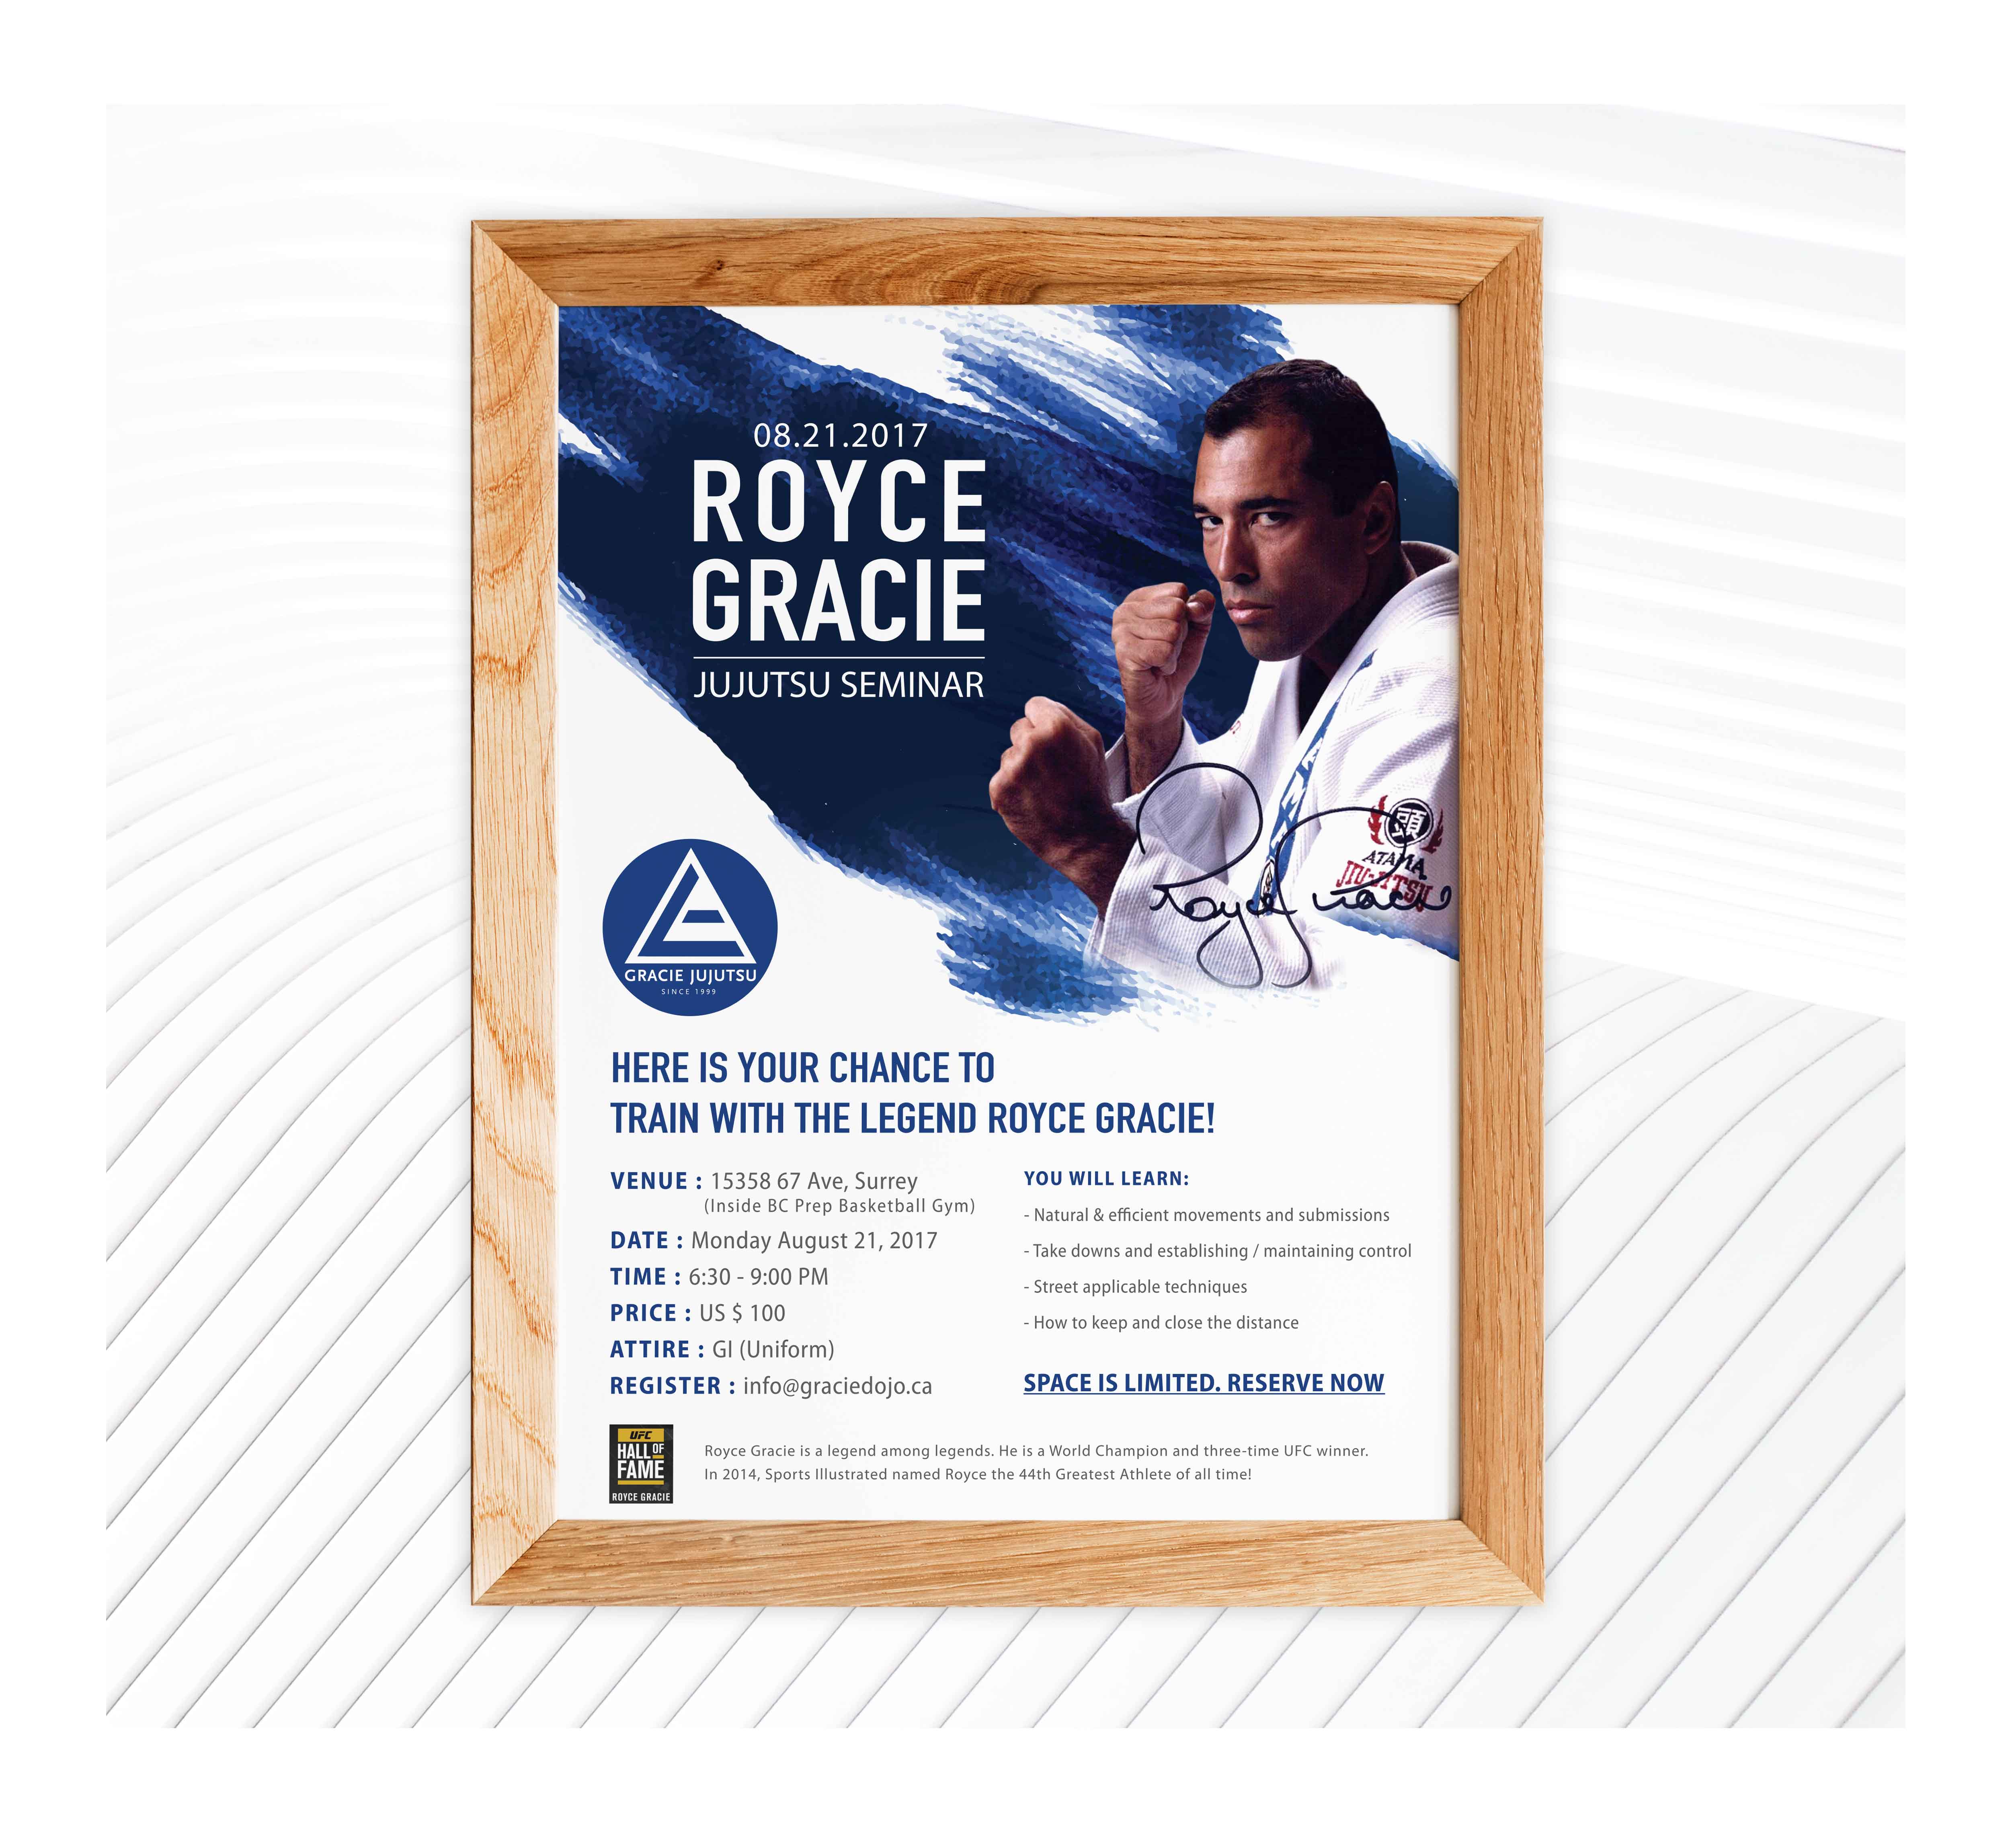 08.21.2017
ROYCE
GRACIE
JUJUTSU SEMINAR
頭
ATAMA
JIU-JITSU
Royce Gracie
GRACIE JUJUTSU
SINCE 1999
HERE IS YOUR CHANCE TO
TRAIN WITH THE LEGEND ROYCE GRACIE!
VENUE : 15358 67 Ave, Surrey
(Inside BC Prep Basketball Gym)
DATE : Monday August 21, 2017
TIME : 6:30 - 9:00 PM
PRICE : US $ 100
ATTIRE : GI (Uniform)
REGISTER : info@graciedojo.ca
YOU WILL LEARN:
- Natural & efficient movements and submissions
- Take downs and establishing / maintaining control
- Street applicable techniques
- How to keep and close the distance
SPACE IS LIMITED. RESERVE NOW
UFC
HALL OF
FAME
ROYCE GRACIE
Royce Gracie is a legend among legends. He is a World Champion and three-time UFC winner.
In 2014, Sports Illustrated named Royce the 44th Greatest Athlete of all time!